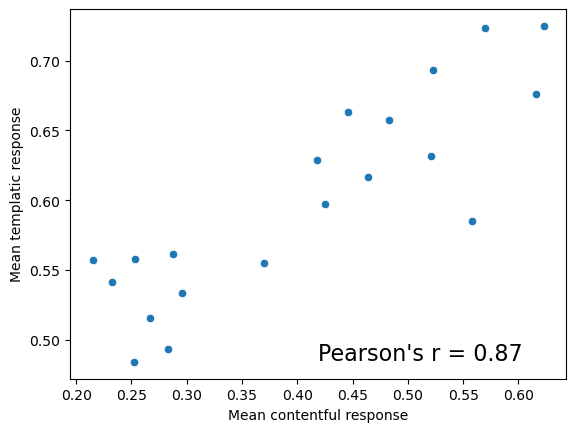 0.70
0.65
0.60
0.55
0.50
Mean templatic response
Pearson's r = 0.87
0.20 0.25 0.30 0.35 0.40 0.45 0.50 0.55 0.60
Mean contentful response